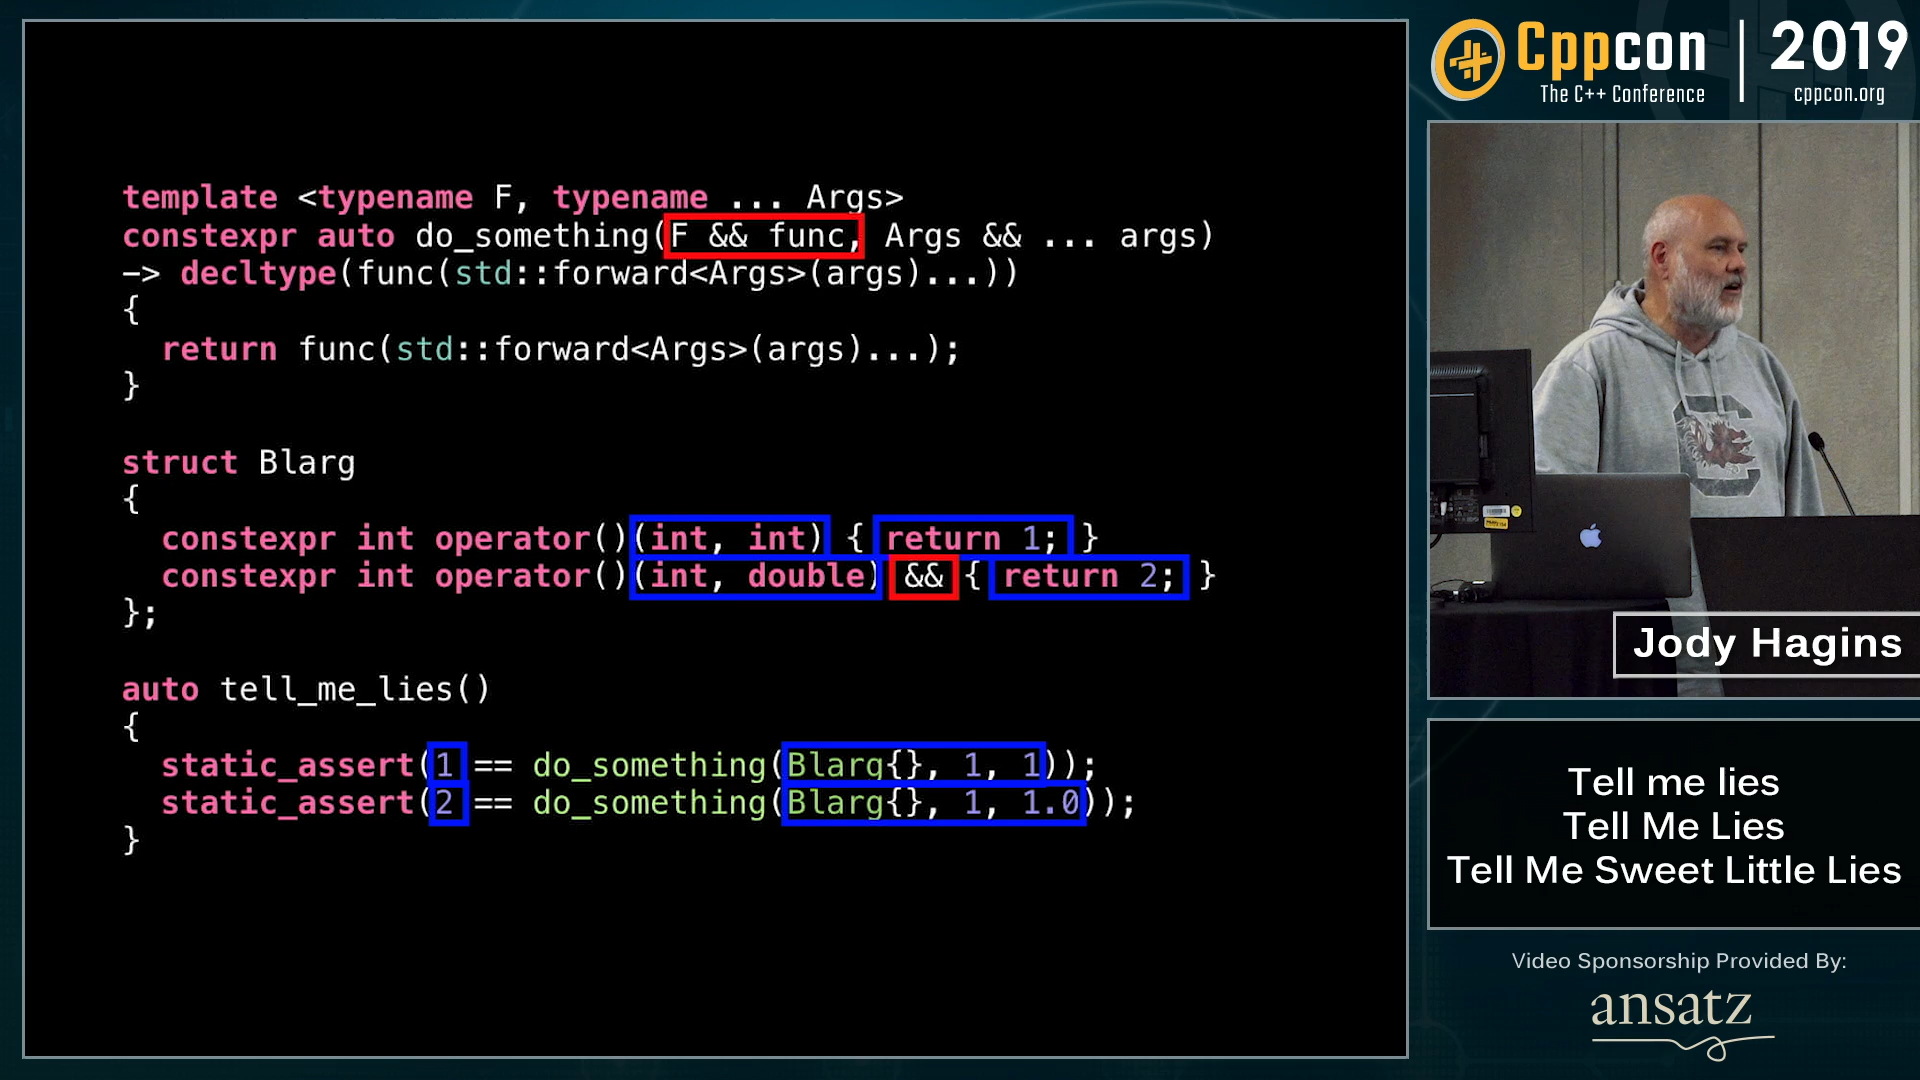 template <typename F, typename ... Args>
constexpr auto do_something(F && func, Args && ... args)
-> decltype(func(std::forward<Args>(args)...))
{
  return func(std::forward<Args>(args)...);
}
struct Blarg
{
  constexpr int operator()(int, int) { return 1; }
  constexpr int operator()(int, double) && { return 2; }
};
auto tell_me_lies()
{
  static_assert(1 == do_something(Blarg{}, 1, 1));
  static_assert(2 == do_something(Blarg{}, 1, 1.0));
}
Cppcon | 2019
The C++ Conference
cppcon.org
Jody Hagins
Tell me lies
Tell Me Lies
Tell Me Sweet Little Lies
Video Sponsorship Provided By:
ansatz